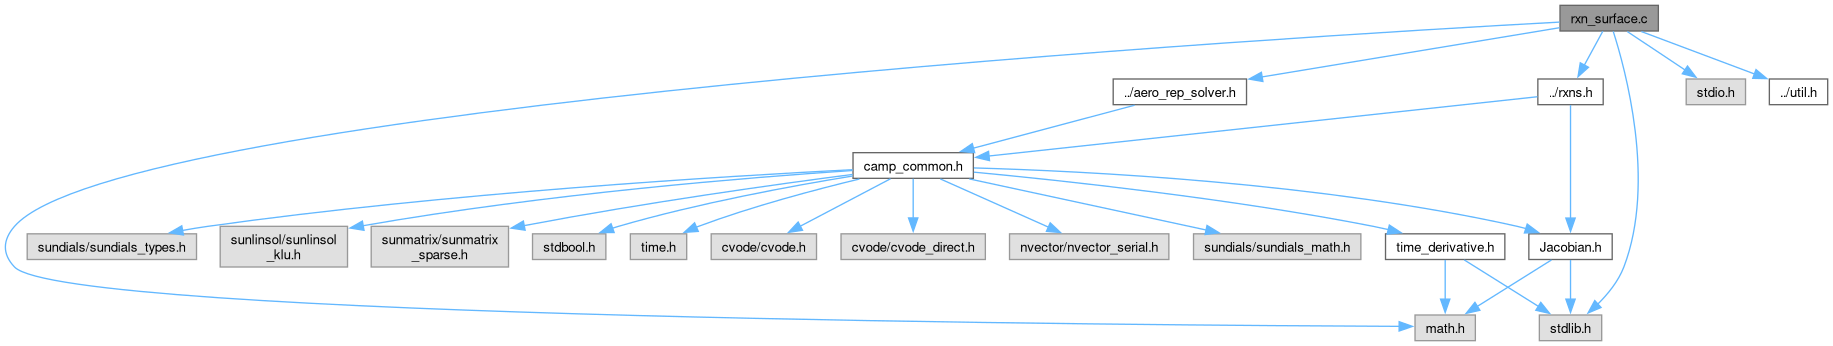 rxn_surface.c
../aero_rep_solver.h
../rxns.h
stdio.h
../util.h
camp_common.h
sundials/sundials_types.h
sunlinsol/sunlinsol
_klu.h
sunmatrix/sunmatrix
_sparse.h
stdbool.h
time.h
cvode/cvode.h
cvode/cvode_direct.h
nvector/nvector_serial.h
sundials/sundials_math.h
time_derivative.h
Jacobian.h
math.h
stdlib.h